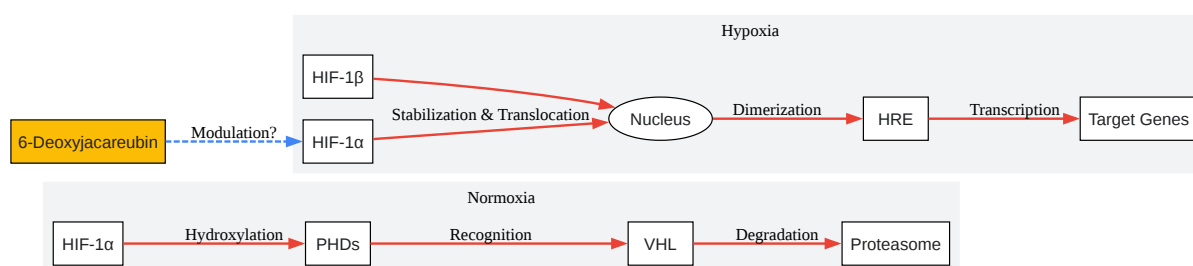 Hypoxia
HIF-1β
Stabilization & Translocation
Nucleus
Dimerization
HRE
Transcription
Target Genes
6-Deoxyjacareubin
Modulation?
HIF-1α
Normoxia
HIF-1α
Hydroxylation
PHDs
Recognition
VHL
Degradation
Proteasome